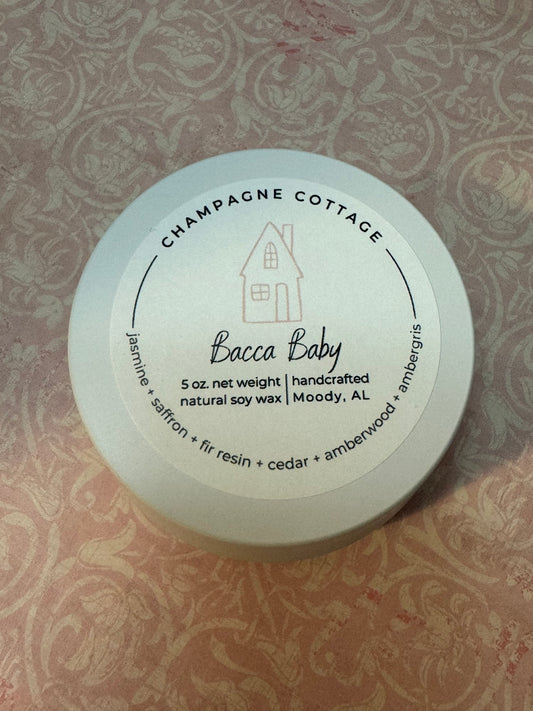 CHAMPAGNE COTTAGE
Bacca Baby
5 oz. net weight | handcrafted
natural soy wax | Moody, AL
jasmine + saffron + fir resin + cedar + amberwood + ambergris